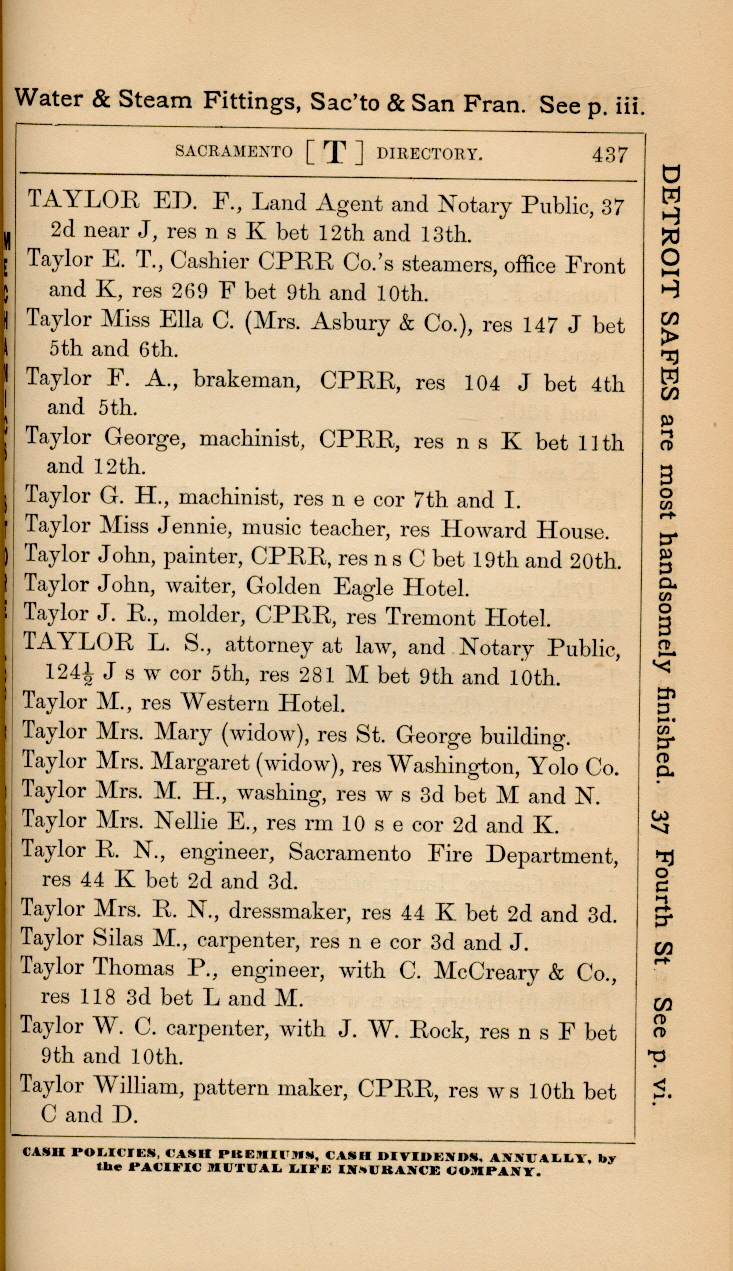 Water & Steam Fittings, Sac'to & San Fran. See p. iii.
SACRAMENTO [ T ] DIRECTORY. 437
TAYLOR ED. F., Land Agent and Notary Public, 37
2d near J, res n s K bet 12th and 13th.
Taylor E. T., Cashier CPRR Co.'s steamers, office Front
and K, res 269 F bet 9th and 10th.
Taylor Miss Ella C. (Mrs. Asbury & Co.), res 147 J bet
5th and 6th.
Taylor F. A., brakeman, CPRR, res 104 J bet 4th
and 5th.
Taylor George, machinist, CPRR, res n s K bet 11th
and 12th.
Taylor G. H., machinist, res n e cor 7th and I.
Taylor Miss Jennie, music teacher, res Howard House.
Taylor John, painter, CPRR, res n s C bet 19th and 20th.
Taylor John, waiter, Golden Eagle Hotel.
Taylor J. R., molder, CPRR, res Tremont Hotel.
TAYLOR L. S., attorney at law, and Notary Public,
124½ J s w cor 5th, res 281 M bet 9th and 10th.
Taylor M., res Western Hotel.
Taylor Mrs. Mary (widow), res St. George building.
Taylor Mrs. Margaret (widow), res Washington, Yolo Co.
Taylor Mrs. M. H., washing, res w s 3d bet M and N.
Taylor Mrs. Nellie E., res rm 10 s e cor 2d and K.
Taylor R. N., engineer, Sacramento Fire Department,
res 44 K bet 2d and 3d.
Taylor Mrs. R. N., dressmaker, res 44 K bet 2d and 3d.
Taylor Silas M., carpenter, res n e cor 3d and J.
Taylor Thomas P., engineer, with C. McCreary & Co.,
res 118 3d bet L and M.
Taylor W. C. carpenter, with J. W. Rock, res n s F bet
9th and 10th.
Taylor William, pattern maker, CPRR, res w s 10th bet
C and D.
CASH POLICIES, CASH PREMIUMS, CASH DIVIDENDS, ANNUALLY, by
the PACIFIC MUTUAL LIFE INSURANCE COMPANY.
DETROIT SAFES are most handsomely finished. 37 Fourth St See p. vi.